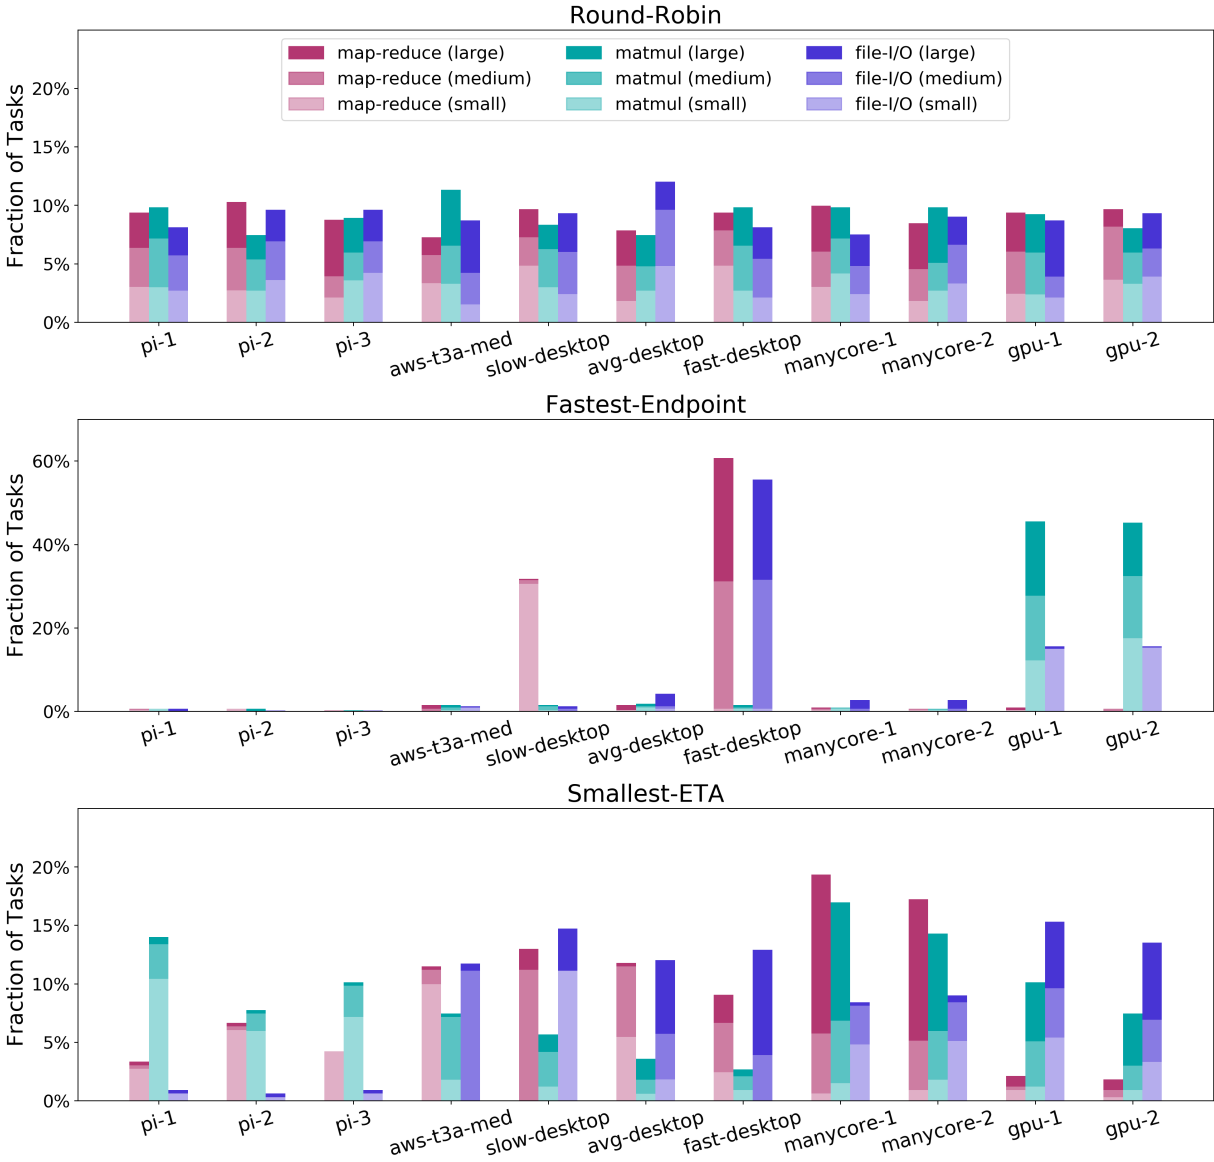 Round-Robin
map-reduce (large)
map-reduce (medium)
map-reduce (small)
matmul (large)
matmul (medium)
matmul (small)
file-I/O (large)
file-I/O (medium)
file-I/O (small)
Fraction of Tasks
20%
15%
10%
5%
0%
pi-1
pi-2
pi-3
aws-t3a-med
slow-desktop
avg-desktop
fast-desktop
manycore-1
manycore-2
gpu-1
gpu-2
Fastest-Endpoint
Fraction of Tasks
60%
40%
20%
0%
pi-1
pi-2
pi-3
aws-t3a-med
slow-desktop
avg-desktop
fast-desktop
manycore-1
manycore-2
gpu-1
gpu-2
Smallest-ETA
Fraction of Tasks
20%
15%
10%
5%
0%
pi-1
pi-2
pi-3
aws-t3a-med
slow-desktop
avg-desktop
fast-desktop
manycore-1
manycore-2
gpu-1
gpu-2